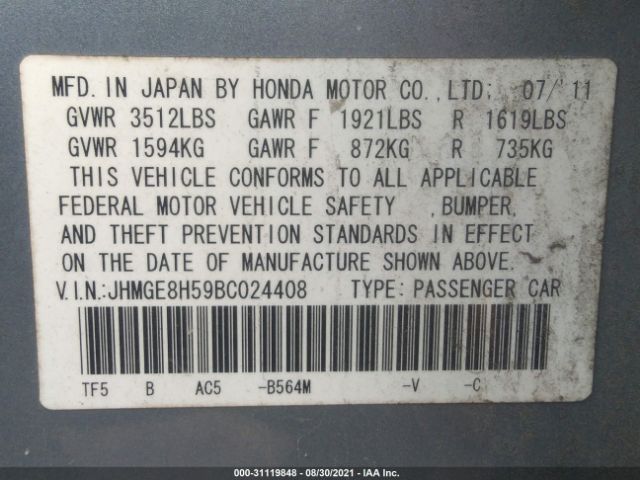 MFD. IN JAPAN BY HONDA MOTOR CO.,LTD; 07/'11
GVWR 3512LBS GAWR F 1921LBS R 1619LBS
GVWR 1594KG GAWR F 872KG R 735KG
THIS VEHICLE CONFORMS TO ALL APPLICABLE
FEDERAL MOTOR VEHICLE SAFETY ,BUMPER,
AND THEFT PREVENTION STANDARDS IN EFFECT
ON THE DATE OF MANUFACTURE SHOWN ABOVE.
V.I.N.:JHMGE8H59BC024408 TYPE: PASSENGER CAR
TF5 B AC5 -B564M -V -C
000-31119848 - 08/30/2021 - IAA Inc.